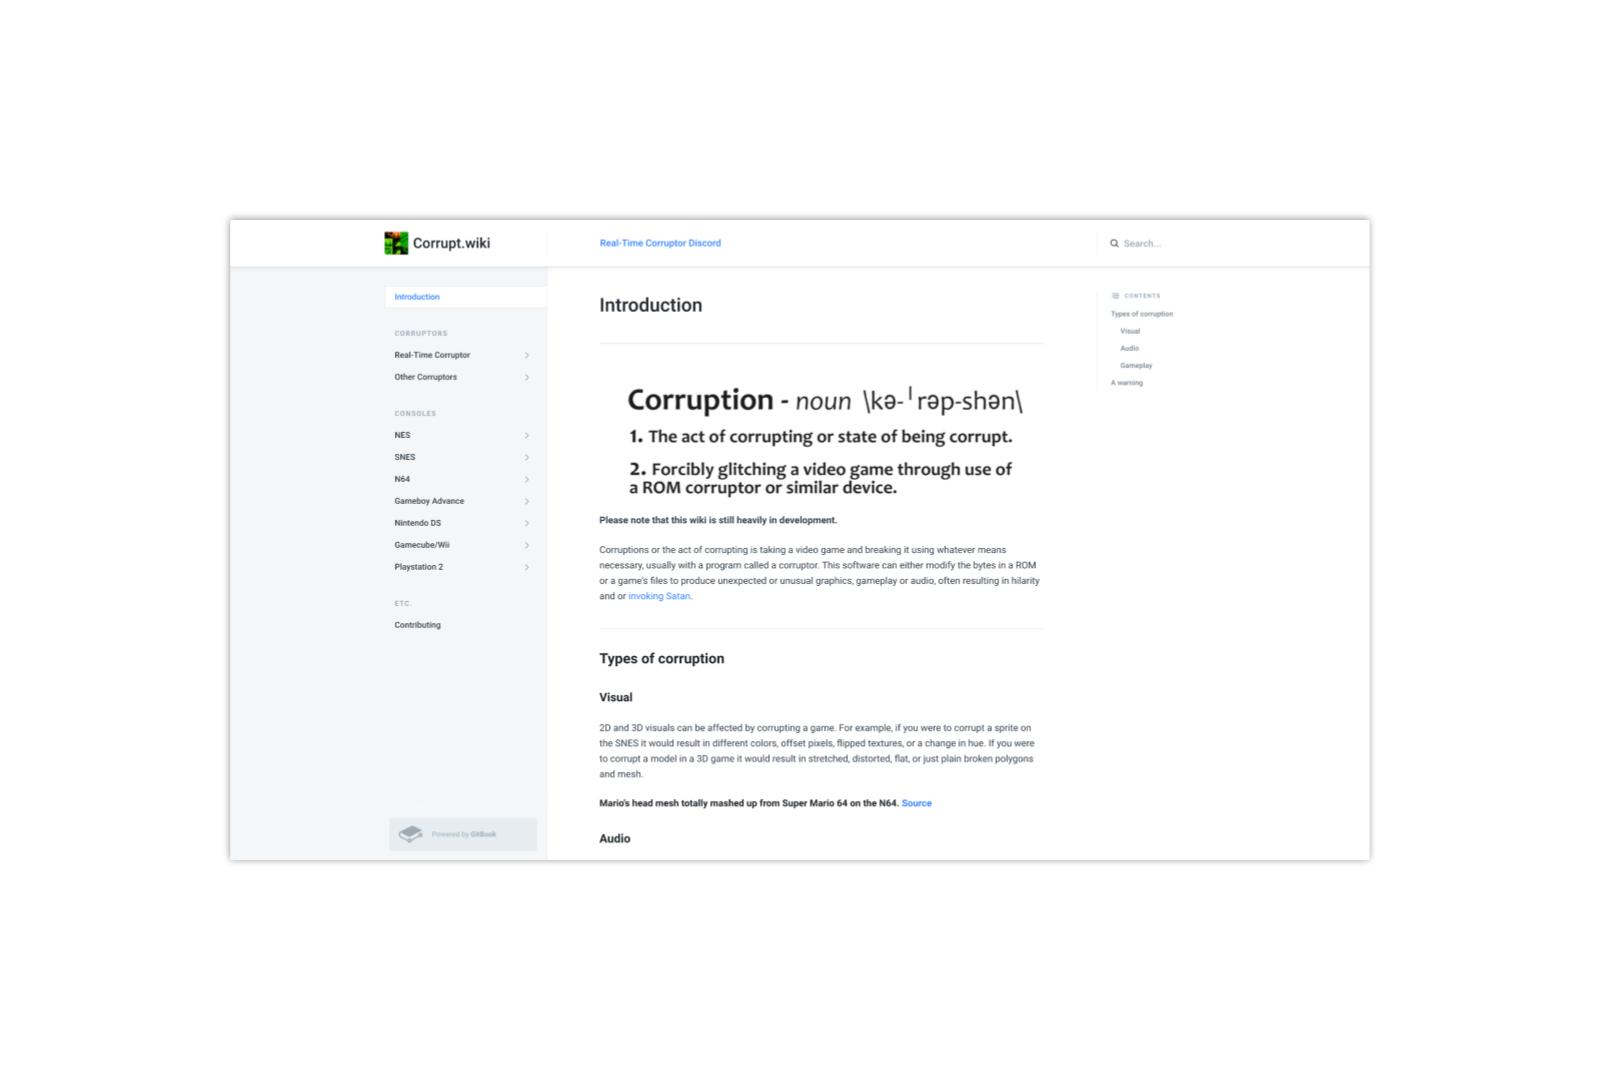 Corrupt.wiki
Real-Time Corruptor Discord
Search...
Introduction
CORRUPTORS
Real-Time Corruptor
Other Corruptors
CONSOLES
NES
SNES
N64
Gameboy Advance
Nintendo DS
Gamecube/Wii
Playstation 2
ETC.
Contributing
Powered by GitBook
Introduction
Corruption - noun \kə-ˈrəp-shən\
1. The act of corrupting or state of being corrupt.
2. Forcibly glitching a video game through use of
a ROM corruptor or similar device.
Please note that this wiki is still heavily in development.
Corruptions or the act of corrupting is taking a video game and breaking it using whatever means
necessary, usually with a program called a corruptor. This software can either modify the bytes in a ROM
or a game's files to produce unexpected or unusual graphics, gameplay or audio, often resulting in hilarity
and or invoking Satan.
Types of corruption
Visual
2D and 3D visuals can be affected by corrupting a game. For example, if you were to corrupt a sprite on
the SNES it would result in different colors, offset pixels, flipped textures, or a change in hue. If you were
to corrupt a model in a 3D game it would result in stretched, distorted, flat, or just plain broken polygons
and mesh.
Mario's head mesh totally mashed up from Super Mario 64 on the N64. Source
Audio
CONTENTS
Types of corruption
Visual
Audio
Gameplay
A warning